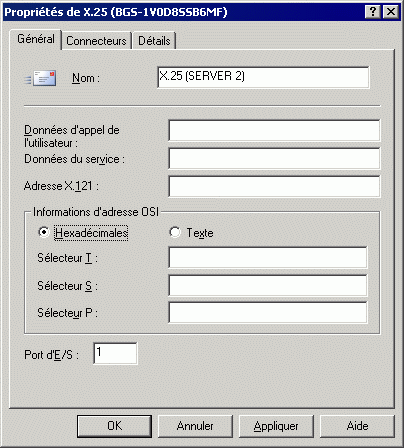 Propriétés de X.25 (BGS-1V0D8SSB6MF)
Général Connecteurs Détails
Nom : X.25 (SERVER 2)
Données d'appel de
l'utilisateur :
Données du service :
Adresse X.121 :
Informations d'adresse OSI
Hexadécimales Texte
Sélecteur T :
Sélecteur S :
Sélecteur P :
Port d'E/S : 1
OK Annuler Appliquer Aide